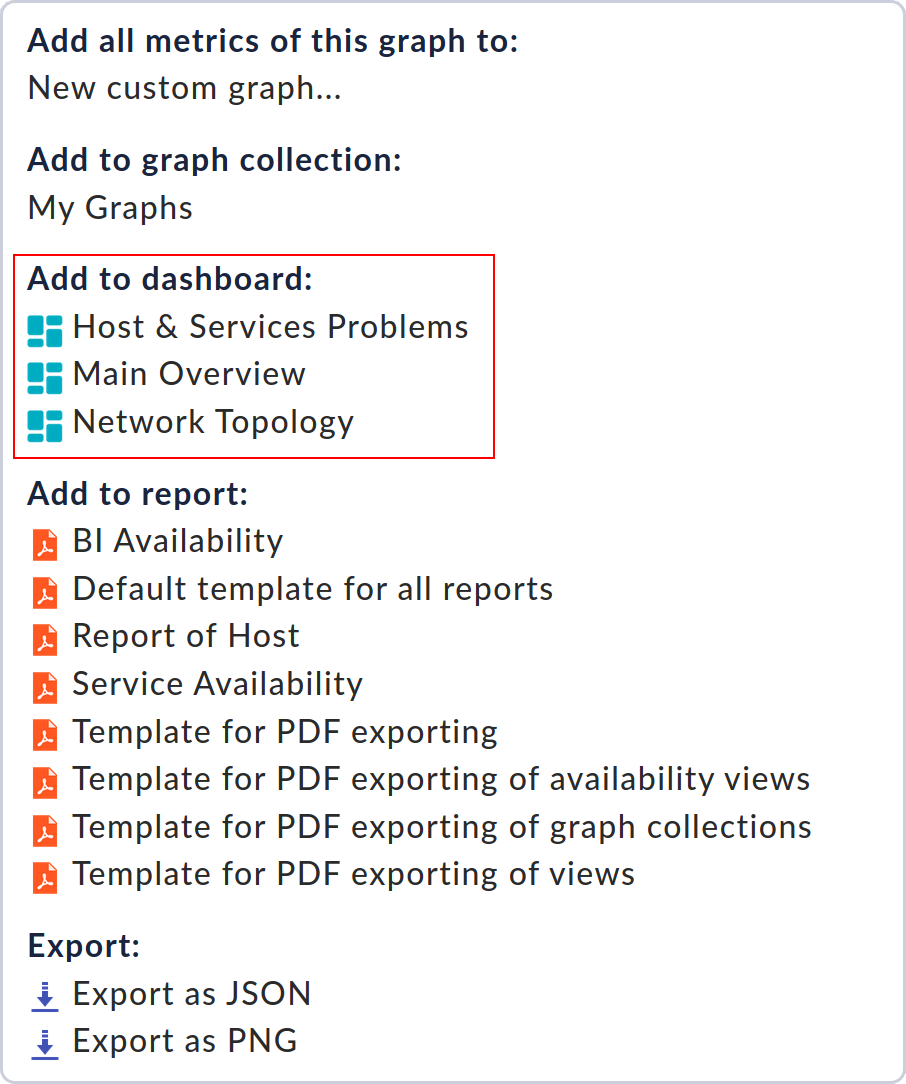 Add all metrics of this graph to:
New custom graph...
Add to graph collection:
My Graphs
Add to dashboard:
Host & Services Problems
Main Overview
Network Topology
Add to report:
BI Availability
Default template for all reports
Report of Host
Service Availability
Template for PDF exporting
Template for PDF exporting of availability views
Template for PDF exporting of graph collections
Template for PDF exporting of views
Export:
Export as JSON
Export as PNG